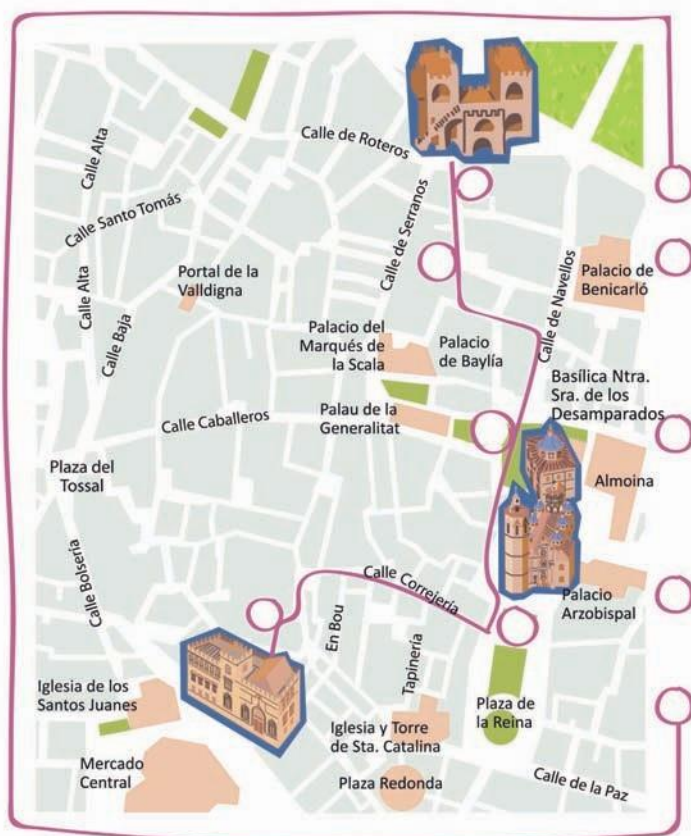 Calle de Roteros
Calle Alta
Calle Santo Tomás
Calle de Serranos
Calle de Navellos
Portal de la
Valldigna
Palacio de
Benicarló
Calle Alta
Calle Baja
Palacio del
Marqués de
la Scala
Palacio
de Baylía
Basílica Ntra.
Sra. de los
Desamparados
Calle Caballeros
Palau de la
Generalitat
Plaza del
Tossal
Almoina
Calle Bolsería
Calle Correjería
Palacio
Arzobispal
En Bou
Tapinería
Iglesia de los
Santos Juanes
Plaza de
la Reina
Iglesia y Torre
de Sta. Catalina
Mercado
Central
Plaza Redonda
Calle de la Paz